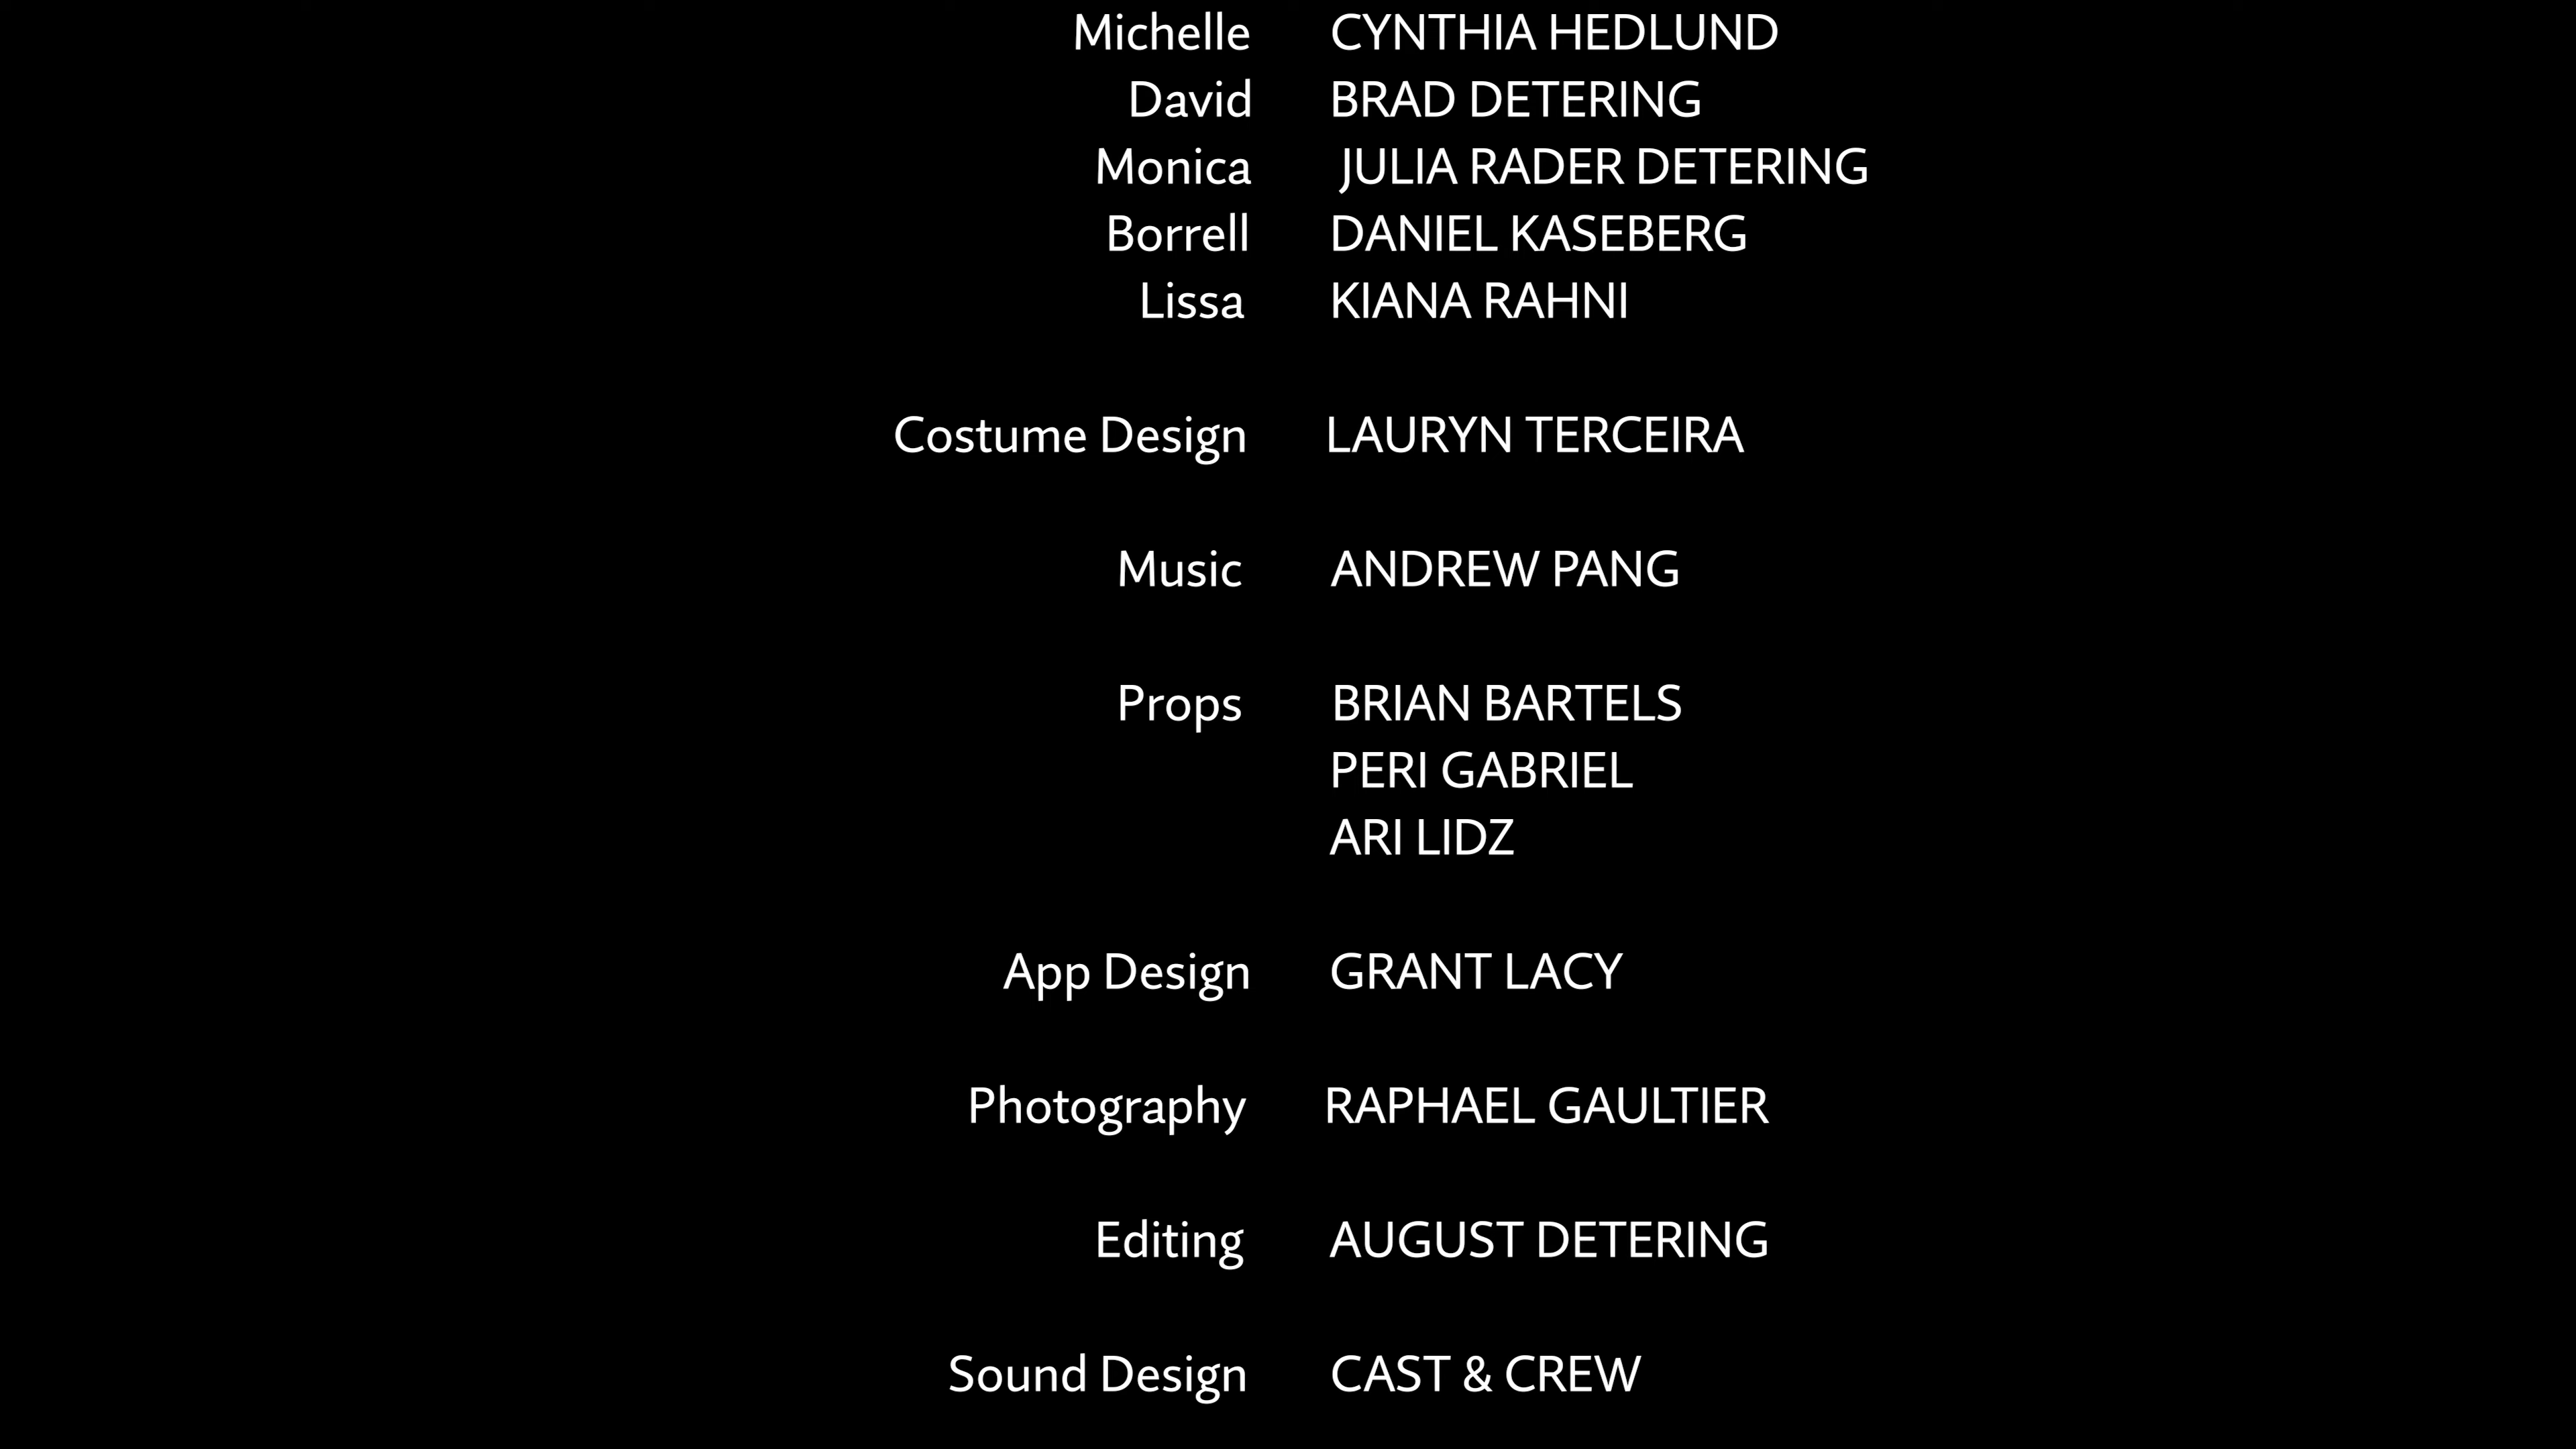 Michelle CYNTHIA HEDLUND
David BRAD DETERING
Monica JULIA RADER DETERING
Borrell DANIEL KASEBERG
Lissa KIANA RAHNI
Costume Design LAURYN TERCEIRA
Music ANDREW PANG
Props BRIAN BARTELS
PERI GABRIEL
ARI LIDZ
App Design GRANT LACY
Photography RAPHAEL GAULTIER
Editing AUGUST DETERING
Sound Design CAST & CREW